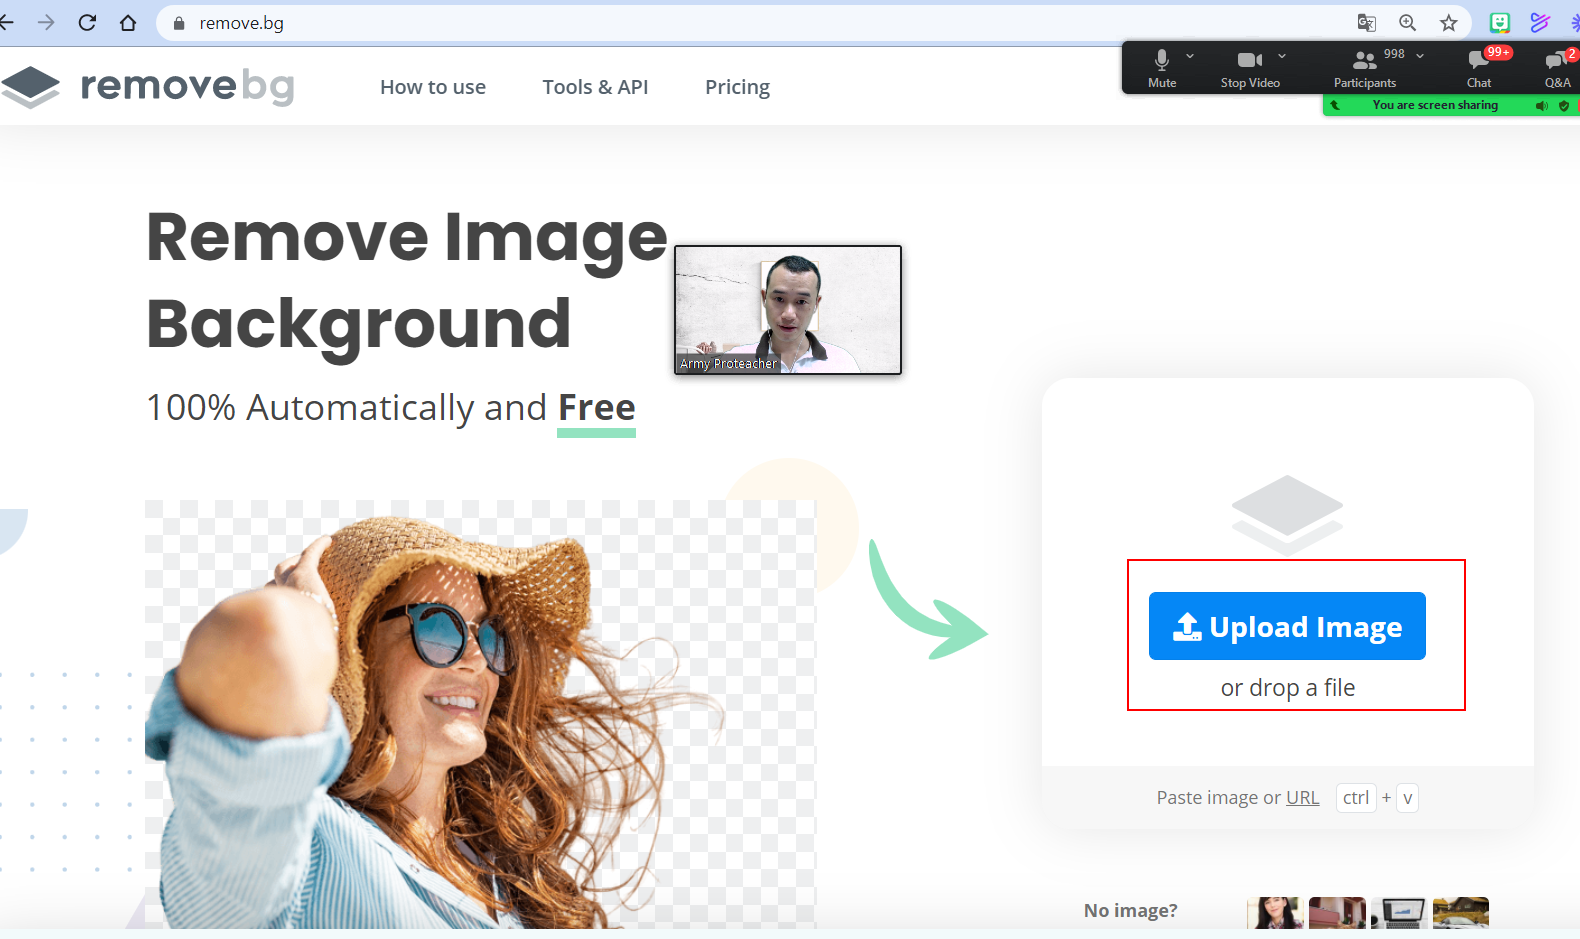 remove.bg
removebg
How to use
Tools & API
Pricing
Mute
Stop Video
998
Participants
99+
Chat
2
Q&A
You are screen sharing
Remove Image
Background
Army Proteacher
100% Automatically and Free
Upload Image
or drop a file
Paste image or URL ctrl + v
No image?